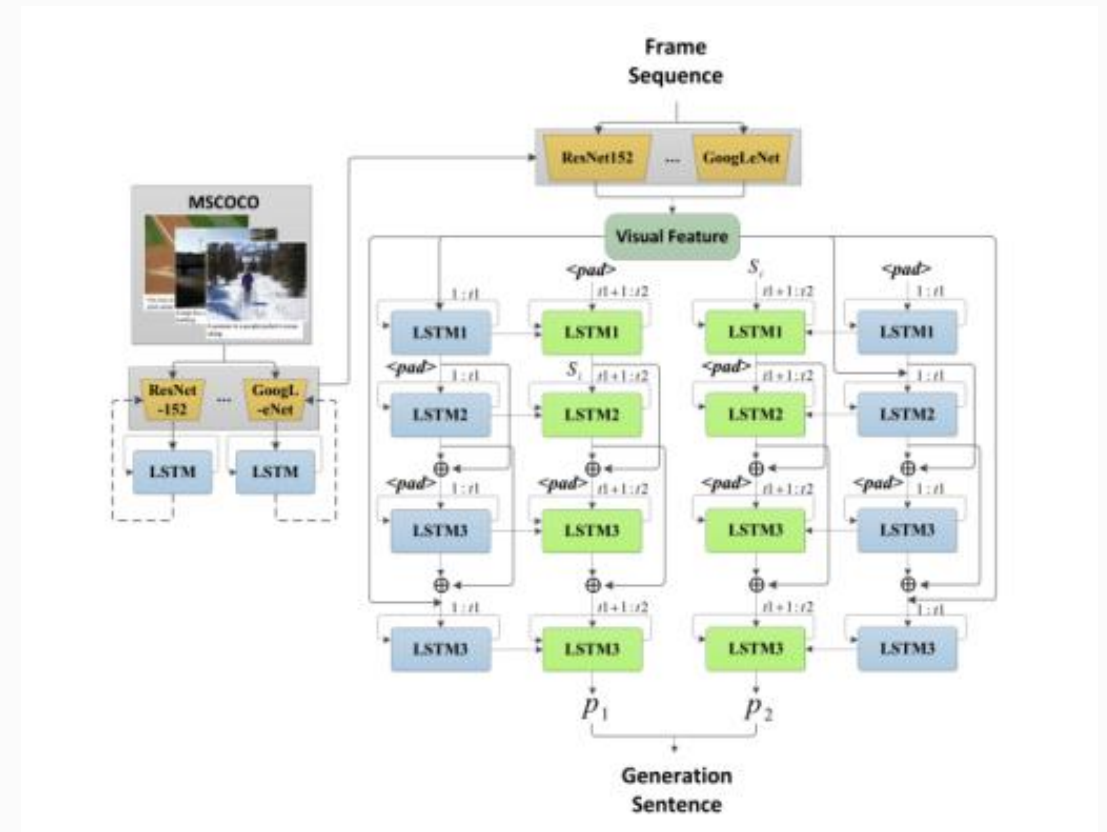 Frame
Sequence
ResNet152 ... GoogLeNet
MSCOCO
Visual Feature
<pad> S_i <pad>
1:t1 t1+1:t2 t1+1:t2 1:t1
LSTM1 LSTM1 LSTM1 LSTM1
<pad> 1:t1 S_i t1+1:t2 <pad> t1+1:t2 1:t1
ResNet
-152
...
GoogL
-eNet
LSTM2 LSTM2 LSTM2 LSTM2
⊕ ⊕ ⊕ ⊕
LSTM LSTM
<pad> 1:t1 <pad> t1+1:t2 <pad> t1+1:t2 <pad> 1:t1
LSTM3 LSTM3 LSTM3 LSTM3
⊕ ⊕ ⊕ ⊕
1:t1 t1+1:t2 t1+1:t2 1:t1
LSTM3 LSTM3 LSTM3 LSTM3
p1 p2
Generation
Sentence